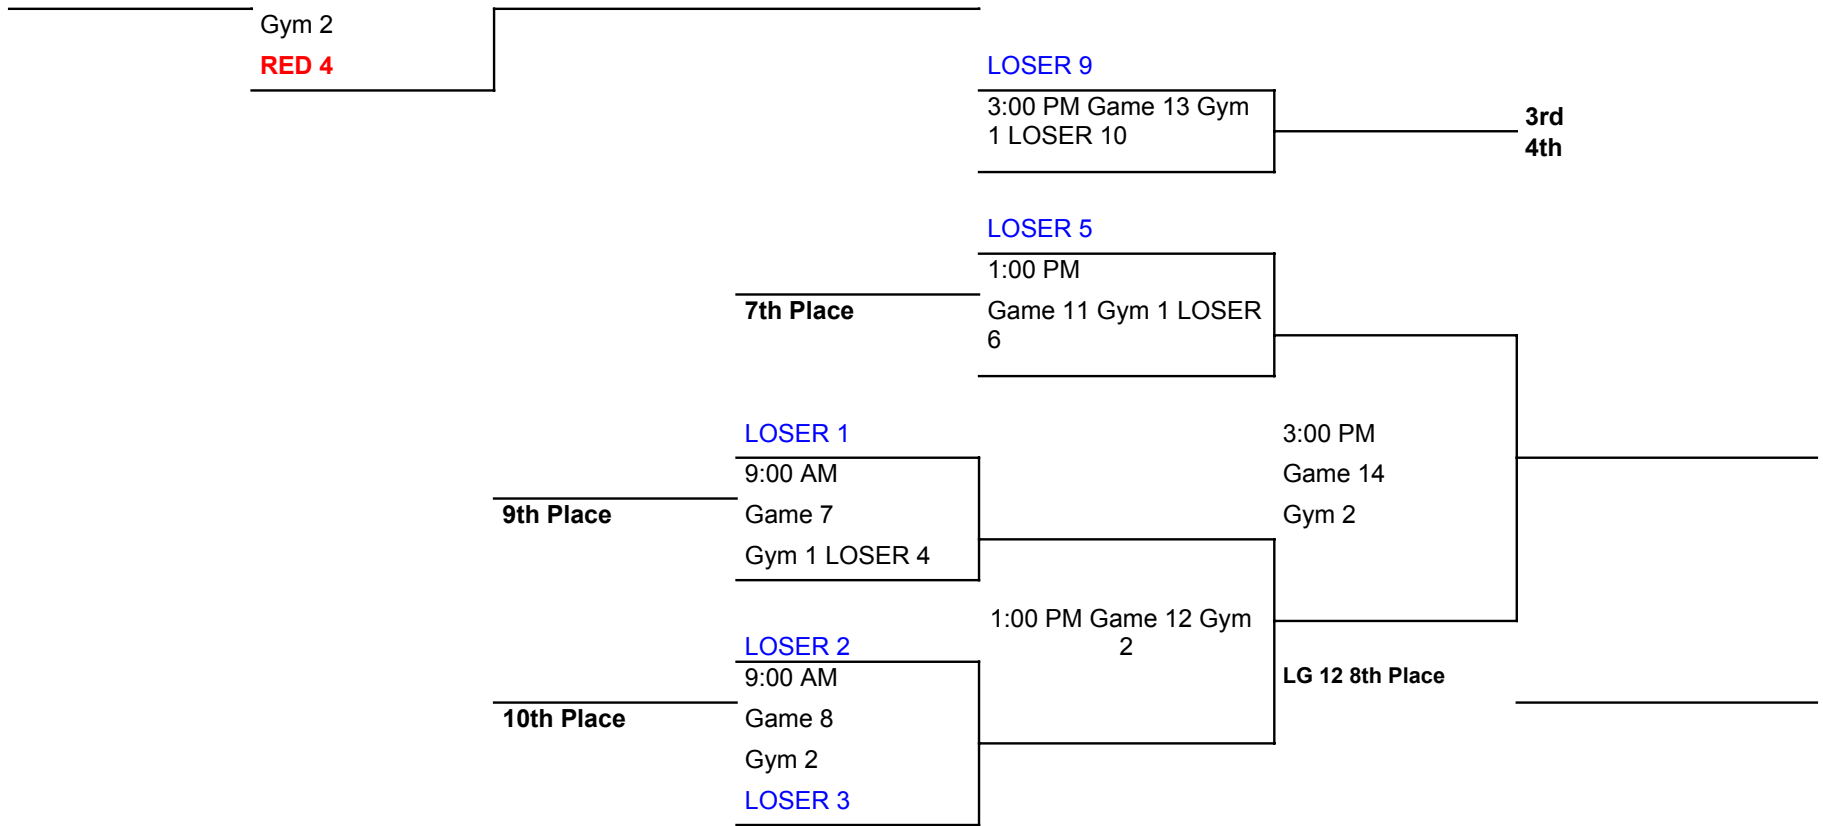 Gym 2
RED 4
LOSER 9
3:00 PM Game 13 Gym
1 LOSER 10
3rd
4th
LOSER 5
1:00 PM
7th Place
Game 11 Gym 1 LOSER
6
LOSER 1
9:00 AM
9th Place
Game 7
Gym 1 LOSER 4
3:00 PM
Game 14
Gym 2
1:00 PM Game 12 Gym
2
LOSER 2
9:00 AM
LG 12 8th Place
10th Place
Game 8
Gym 2
LOSER 3